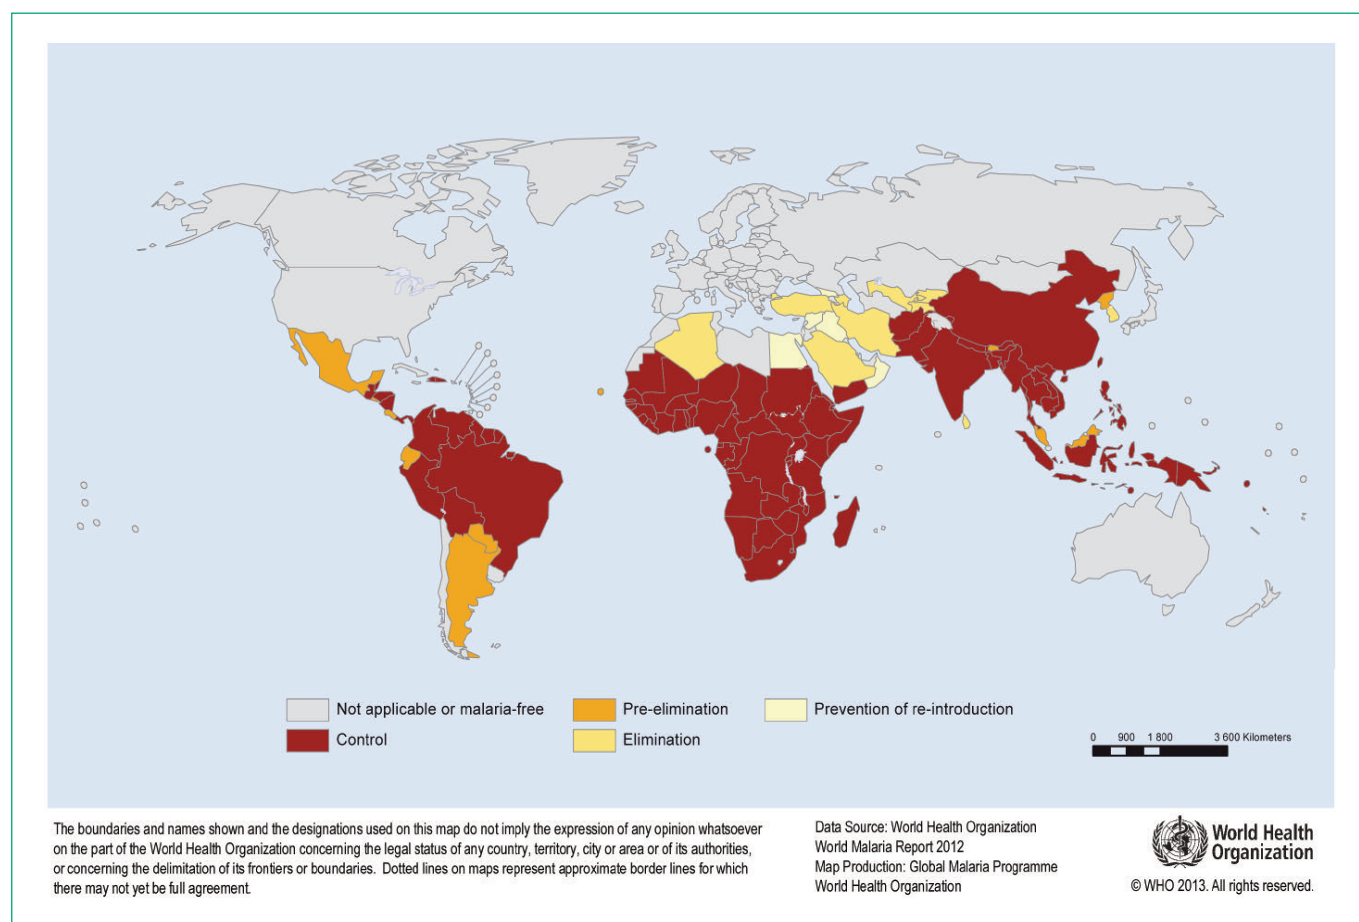 Not applicable or malaria-free
Pre-elimination
Prevention of re-introduction
Control
Elimination
0 900 1 800 3 600 Kilometers
The boundaries and names shown and the designations used on this map do not imply the expression of any opinion whatsoever
on the part of the World Health Organization concerning the legal status of any country, territory, city or area or of its authorities,
or concerning the delimitation of its frontiers or boundaries. Dotted lines on maps represent approximate border lines for which
there may not yet be full agreement.
Data Source: World Health Organization
World Malaria Report 2012
Map Production: Global Malaria Programme
World Health Organization
World Health
Organization
© WHO 2013. All rights reserved.